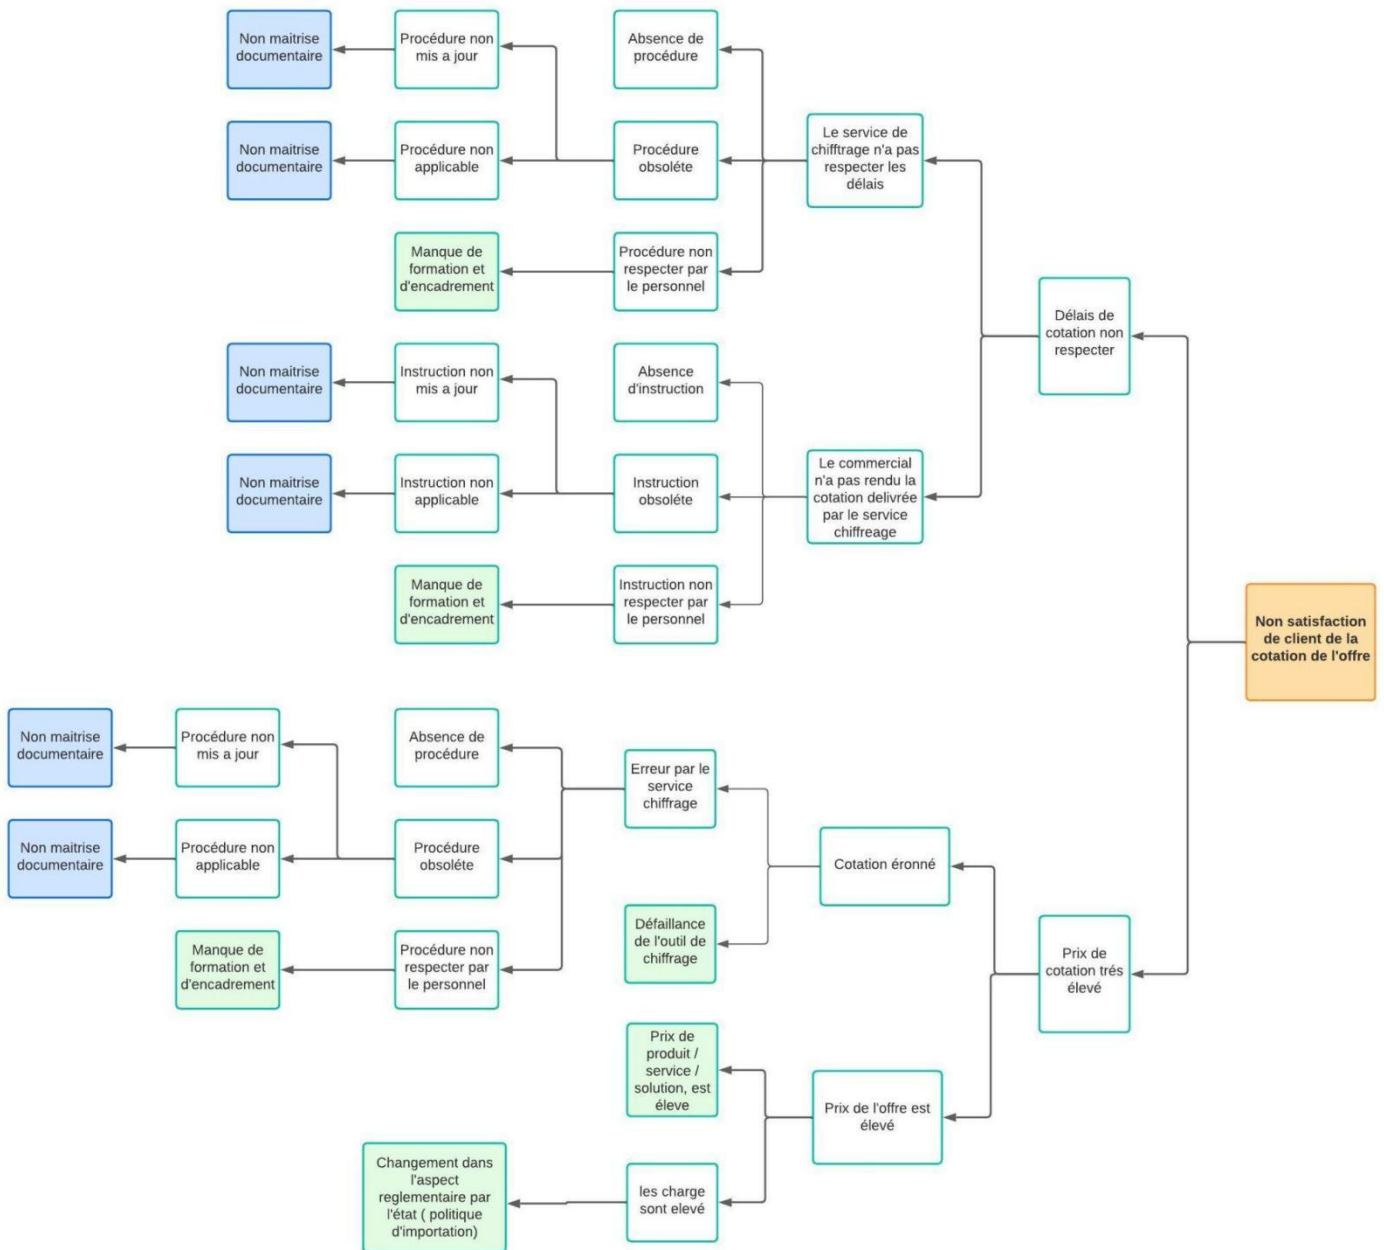 Non maitrise
documentaire
Procédure non
mis a jour
Absence de
procédure
Non maitrise
documentaire
Procédure non
applicable
Procédure
obsoléte
Le service de
chifftrage n'a pas
respecter les
délais
Manque de
formation et
d'encadrement
Procédure non
respecter par
le personnel
Délais de
cotation non
respecter
Non maitrise
documentaire
Instruction non
mis a jour
Absence
d'instruction
Non maitrise
documentaire
Instruction non
applicable
Instruction
obsoléte
Le commercial
n'a pas rendu la
cotation delivrée
par le service
chiffreage
Manque de
formation et
d'encadrement
Instruction non
respecter par
le personnel
Non satisfaction
de client de la
cotation de l'offre
Non maitrise
documentaire
Procédure non
mis a jour
Absence de
procédure
Erreur par le
service
chiffrage
Non maitrise
documentaire
Procédure non
applicable
Procédure
obsoléte
Cotation éronné
Défaillance
de l'outil de
chiffrage
Manque de
formation et
d'encadrement
Procédure non
respecter par
le personnel
Prix de
cotation trés
élevé
Prix de
produit /
service /
solution, est
éleve
Prix de l'offre est
élevé
Changement dans
l'aspect
reglementaire par
l'état ( politique
d'importation)
les charge
sont elevé